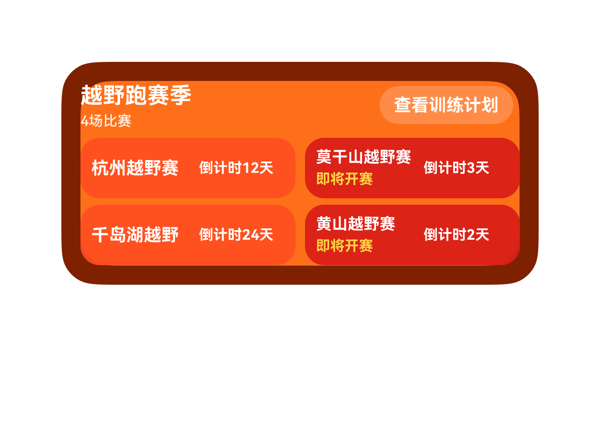 越野跑赛季
4场比赛
查看训练计划
杭州越野赛
倒计时12天
莫干山越野赛
即将开赛
倒计时3天
千岛湖越野
倒计时24天
黄山越野赛
即将开赛
倒计时2天